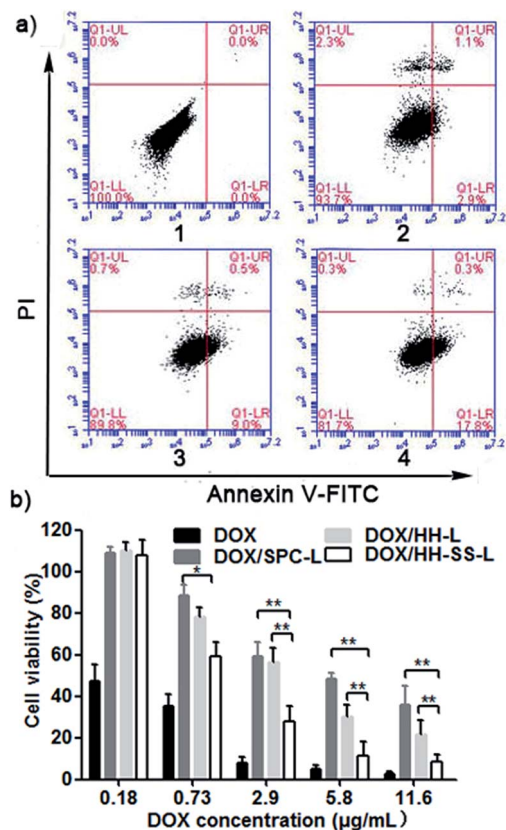 a)
Q1-UL
0.0%
Q1-UR
0.0%
Q1-LL
100.0%
Q1-LR
0.0%
1
Q1-UL
2.3%
Q1-UR
1.1%
Q1-LL
93.7%
Q1-LR
2.9%
2
Q1-UL
0.7%
Q1-UR
0.5%
Q1-LL
89.8%
Q1-LR
9.0%
3
Q1-UL
0.3%
Q1-UR
0.3%
Q1-LL
81.7%
Q1-LR
17.8%
4
PI
Annexin V-FITC
b)
DOX
DOX/SPC-L
DOX/HH-L
DOX/HH-SS-L
Cell viability (%)
120
100
80
60
40
20
0
*
**
**
**
**
**
**
0.18 0.73 2.9 5.8 11.6
DOX concentration (μg/mL)